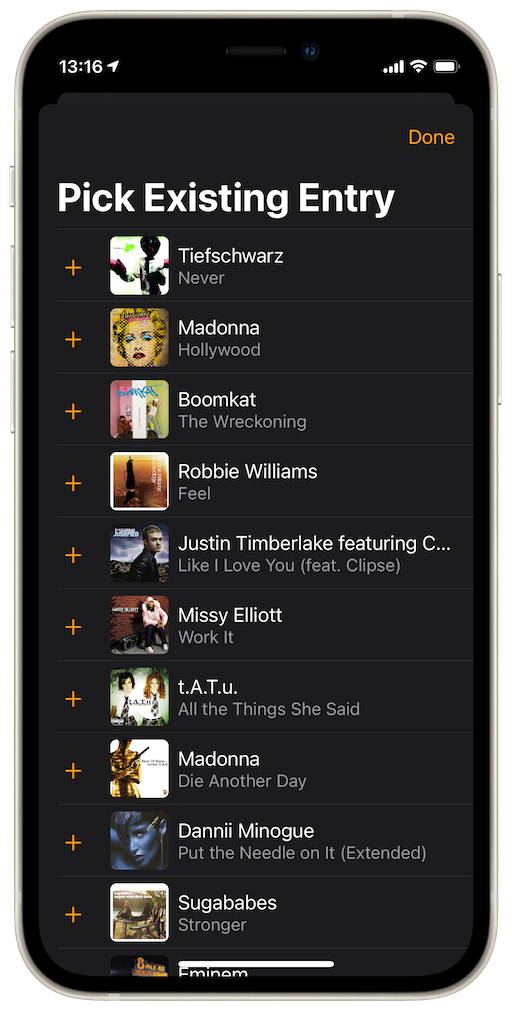 13:16
Done
Pick Existing Entry
Tiefschwarz
Never
Madonna
Hollywood
Boomkat
The Wreckoning
Robbie Williams
Feel
Justin Timberlake featuring C...
Like I Love You (feat. Clipse)
Missy Elliott
Work It
t.A.T.u.
All the Things She Said
Madonna
Die Another Day
Dannii Minogue
Put the Needle on It (Extended)
Sugababes
Stronger
Eminem